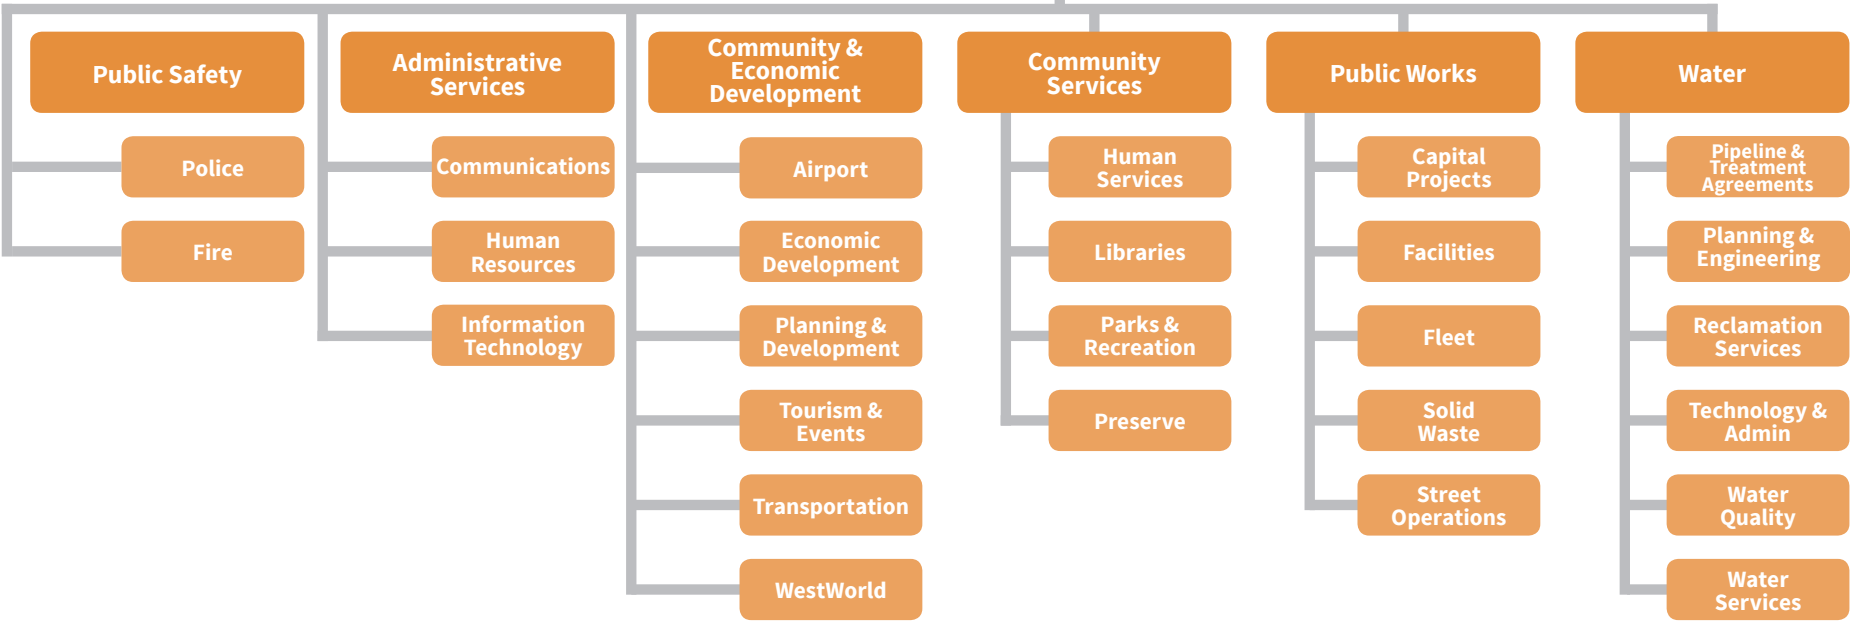 Public Safety
Police
Fire
Administrative
Services
Communications
Human
Resources
Information
Technology
Community &
Economic
Development
Airport
Economic
Development
Planning &
Development
Tourism &
Events
Transportation
WestWorld
Community
Services
Human
Services
Libraries
Parks &
Recreation
Preserve
Public Works
Capital
Projects
Facilities
Fleet
Solid
Waste
Street
Operations
Water
Pipeline &
Treatment
Agreements
Planning &
Engineering
Reclamation
Services
Technology &
Admin
Water
Quality
Water
Services